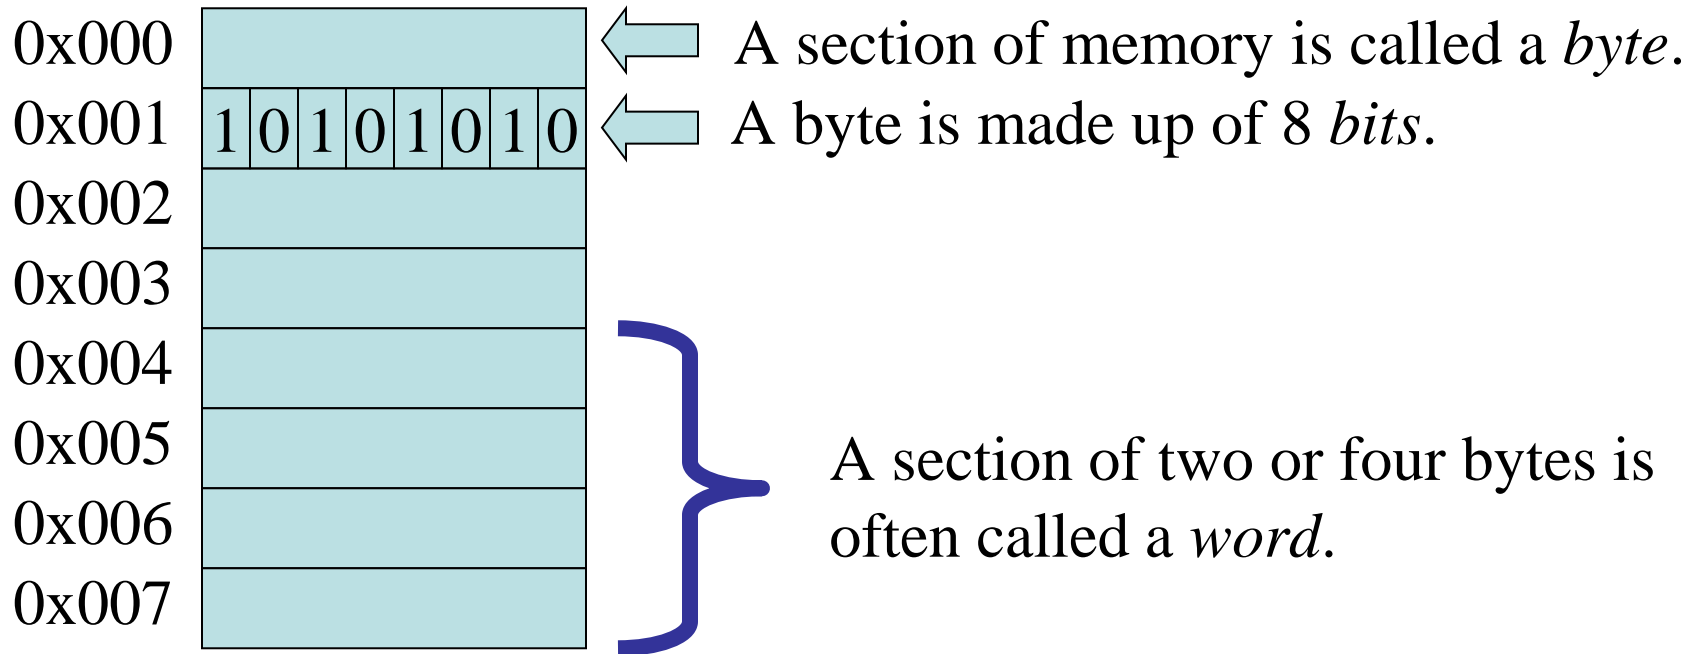 0x000 A section of memory is called a byte.
0x001 1 0 1 0 1 0 1 0 A byte is made up of 8 bits.
0x002
0x003
0x004
0x005
A section of two or four bytes is
0x006
often called a word.
0x007